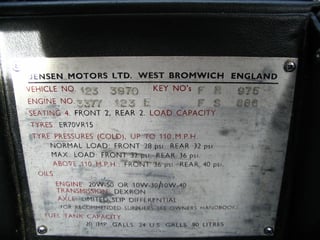 JENSEN MOTORS LTD. WEST BROMWICH ENGLAND
VEHICLE NO. 123 3970 KEY NO's F R 975
ENGINE NO. 3377 123 E F S 886
SEATING 4. FRONT 2, REAR 2. LOAD CAPACITY
TYRES ER70VR15
TYRE PRESSURES (COLD), UP TO 110 M.P.H.
NORMAL LOAD: FRONT 28 psi. REAR 32 psi.
MAX. LOAD: FRONT 32 psi. REAR 36 psi.
ABOVE 110 M.P.H. FRONT 36 psi. REAR 40 psi.
OILS
ENGINE 20W-50 OR 10W-30/10W-40
TRANSMISSION: DEXRON
AXLE: LIMITED SLIP DIFFERENTIAL
FOR RECOMMENDED SUPPLIERS SEE OWNERS HANDBOOK
FUEL TANK CAPACITY
20 IMP. GALLS 24 U.S GALLS 90 LITRES